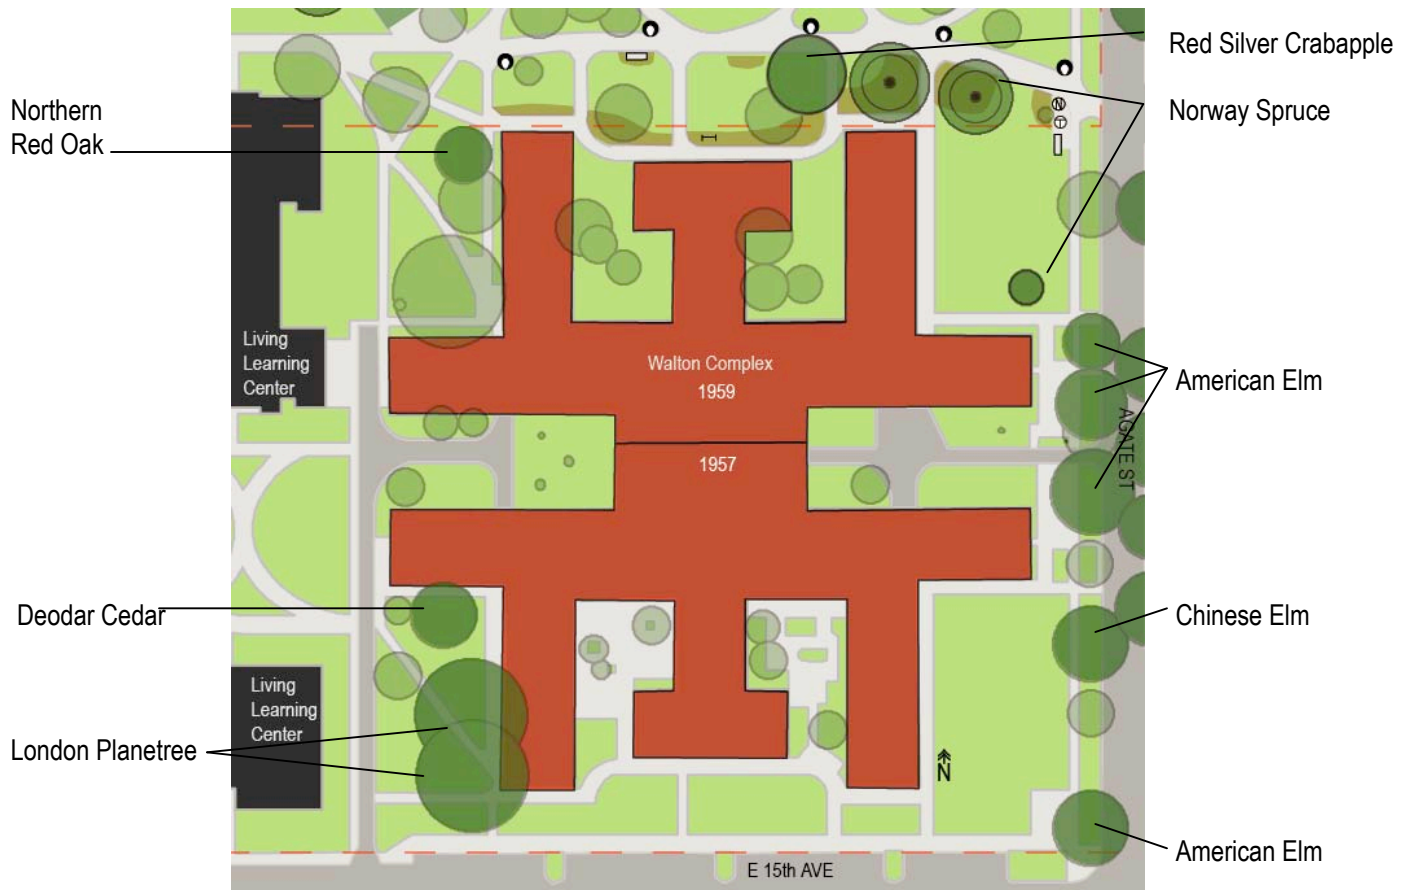 Red Silver Crabapple
Norway Spruce
Northern
Red Oak
N
T
Living
Learning
Center
Walton Complex
1959
American Elm
AGATE ST
1957
Deodar Cedar
Chinese Elm
Living
Learning
Center
London Planetree
N
American Elm
E 15th AVE